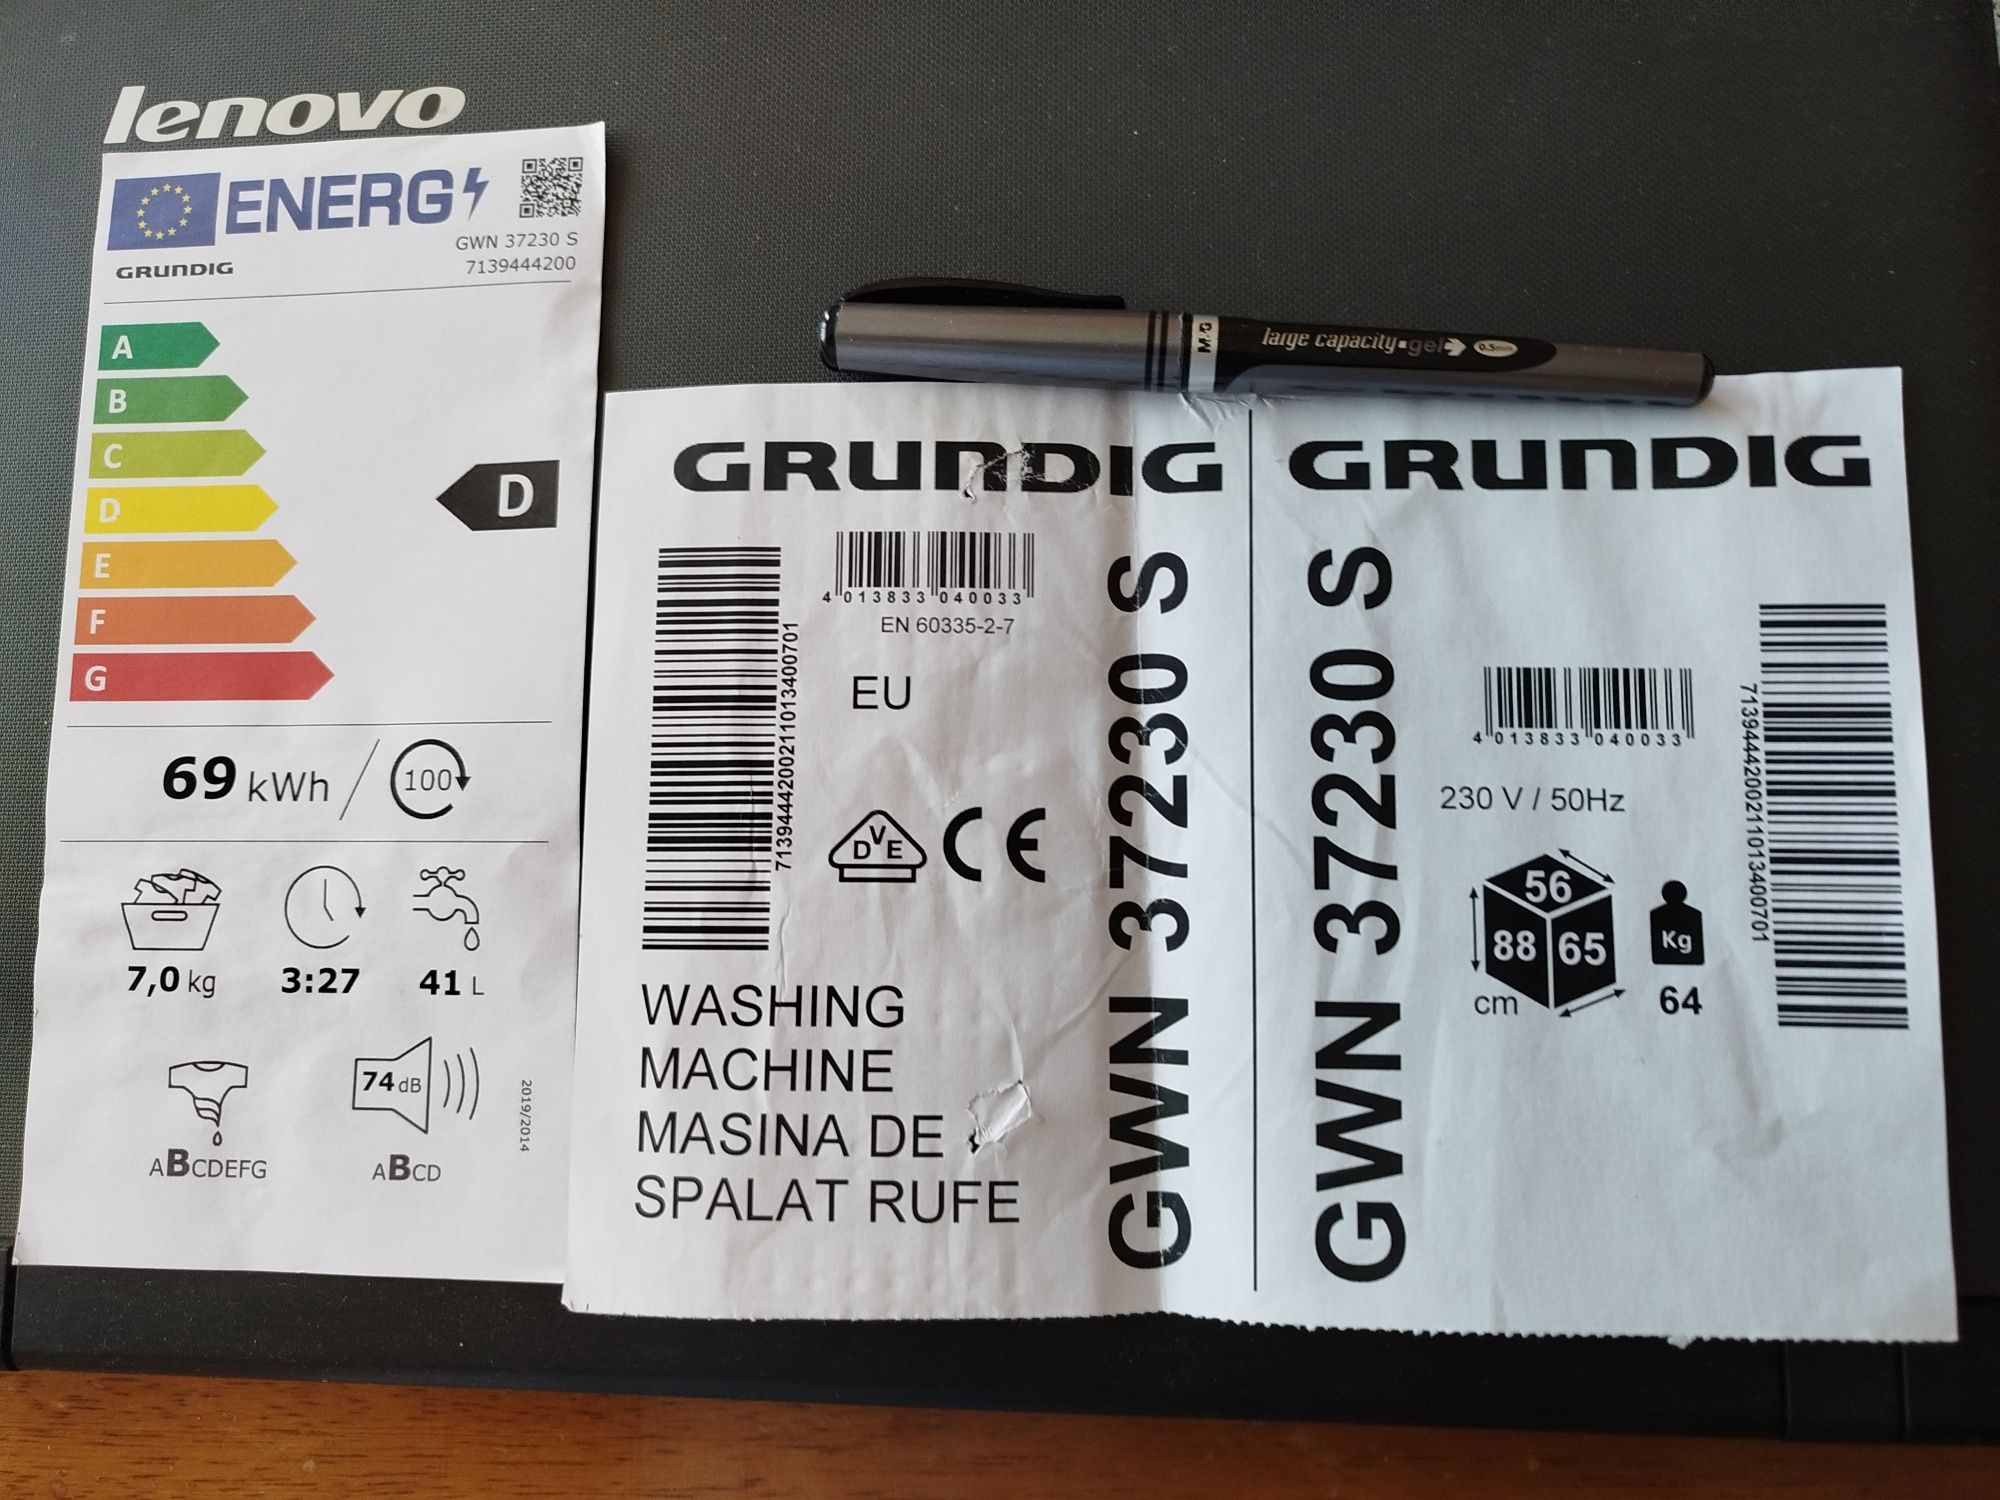 lenovo
ENERG
GRUNDIG
GWN 37230 S
7139444200
A
B
C
D
E
F
G
D
69 kWh / 100
7,0 kg
3:27
41 L
74 dB
ABCDEFG
ABCD
2019/2014
M&G large capacity gel 0.5mm
GRUNDIG
4 013833 040033
EN 60335-2-7
7139444200211013400701
EU
DVE CE
WASHING
MACHINE
MASINA DE
SPALAT RUFE
GWN 37230 S
GRUNDIG
GWN 37230 S
4 013833 040033
230 V / 50Hz
56
88 65
cm
Kg
64
7139444200211013400701